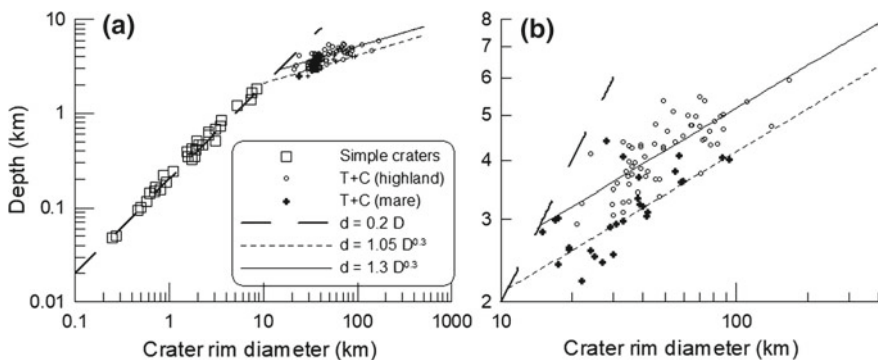 (a)
10
1
0.1
0.01
Depth (km)
0.1
1
10
100
1000
Crater rim diameter (km)
Simple craters
T+C (highland)
T+C (mare)
d = 0.2 D
d = 1.05 D^0.3
d = 1.3 D^0.3
(b)
8
7
6
5
4
3
2
10
100
Crater rim diameter (km)